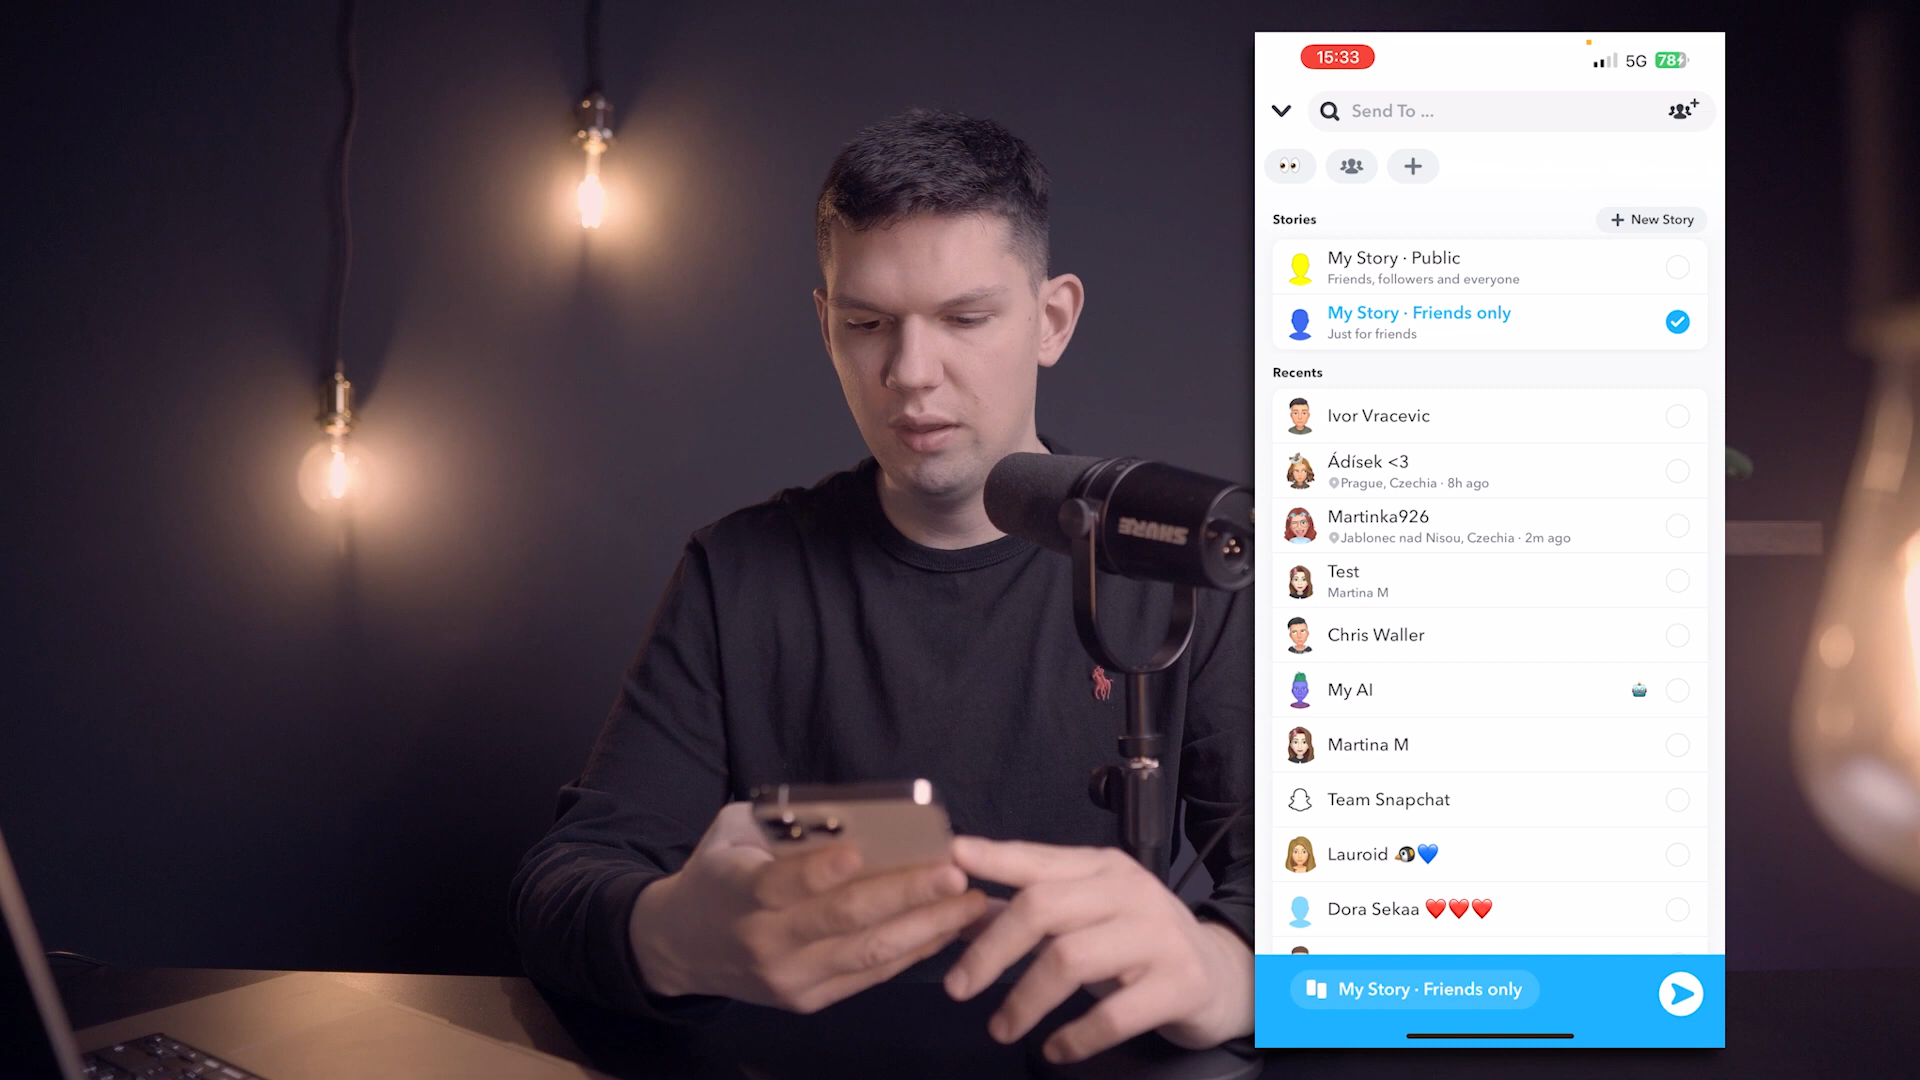 15:33
5G 78
Send To ...
Stories
New Story
My Story · Public
Friends, followers and everyone
My Story · Friends only
Just for friends
Recents
Ivor Vracevic
Ádísek <3
Prague, Czechia · 8h ago
Martinka926
Jablonec nad Nisou, Czechia · 2m ago
Test
Martina M
Chris Waller
My AI
Martina M
Team Snapchat
Lauroid 🐧💙
Dora Sekaa ❤️❤️❤️
My Story · Friends only
SHURE